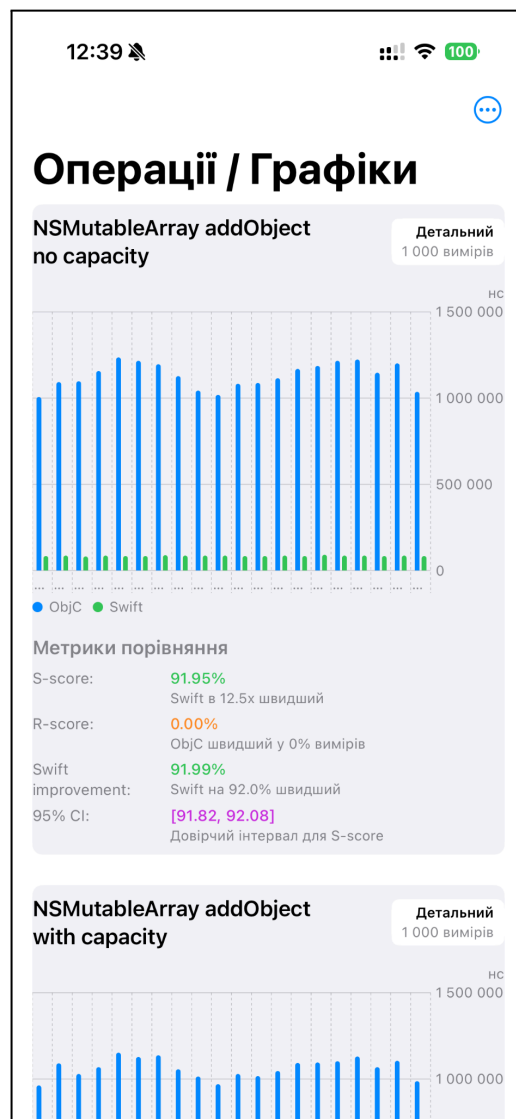 12:39
100
Операції / Графіки
NSMutableArray addObject
no capacity
Детальний
1 000 вимірів
нс
1 500 000
1 000 000
500 000
0
... ... ... ... ... ... ... ... ... ... ... ... ... ... ... ... ... ... ... ...
ObjC Swift
Метрики порівняння
S-score: 91.95%
Swift в 12.5x швидший
R-score: 0.00%
ObjC швидший у 0% вимірів
Swift improvement: 91.99%
Swift на 92.0% швидший
95% CI: [91.82, 92.08]
Довірчий інтервал для S-score
NSMutableArray addObject
with capacity
Детальний
1 000 вимірів
нс
1 500 000
1 000 000